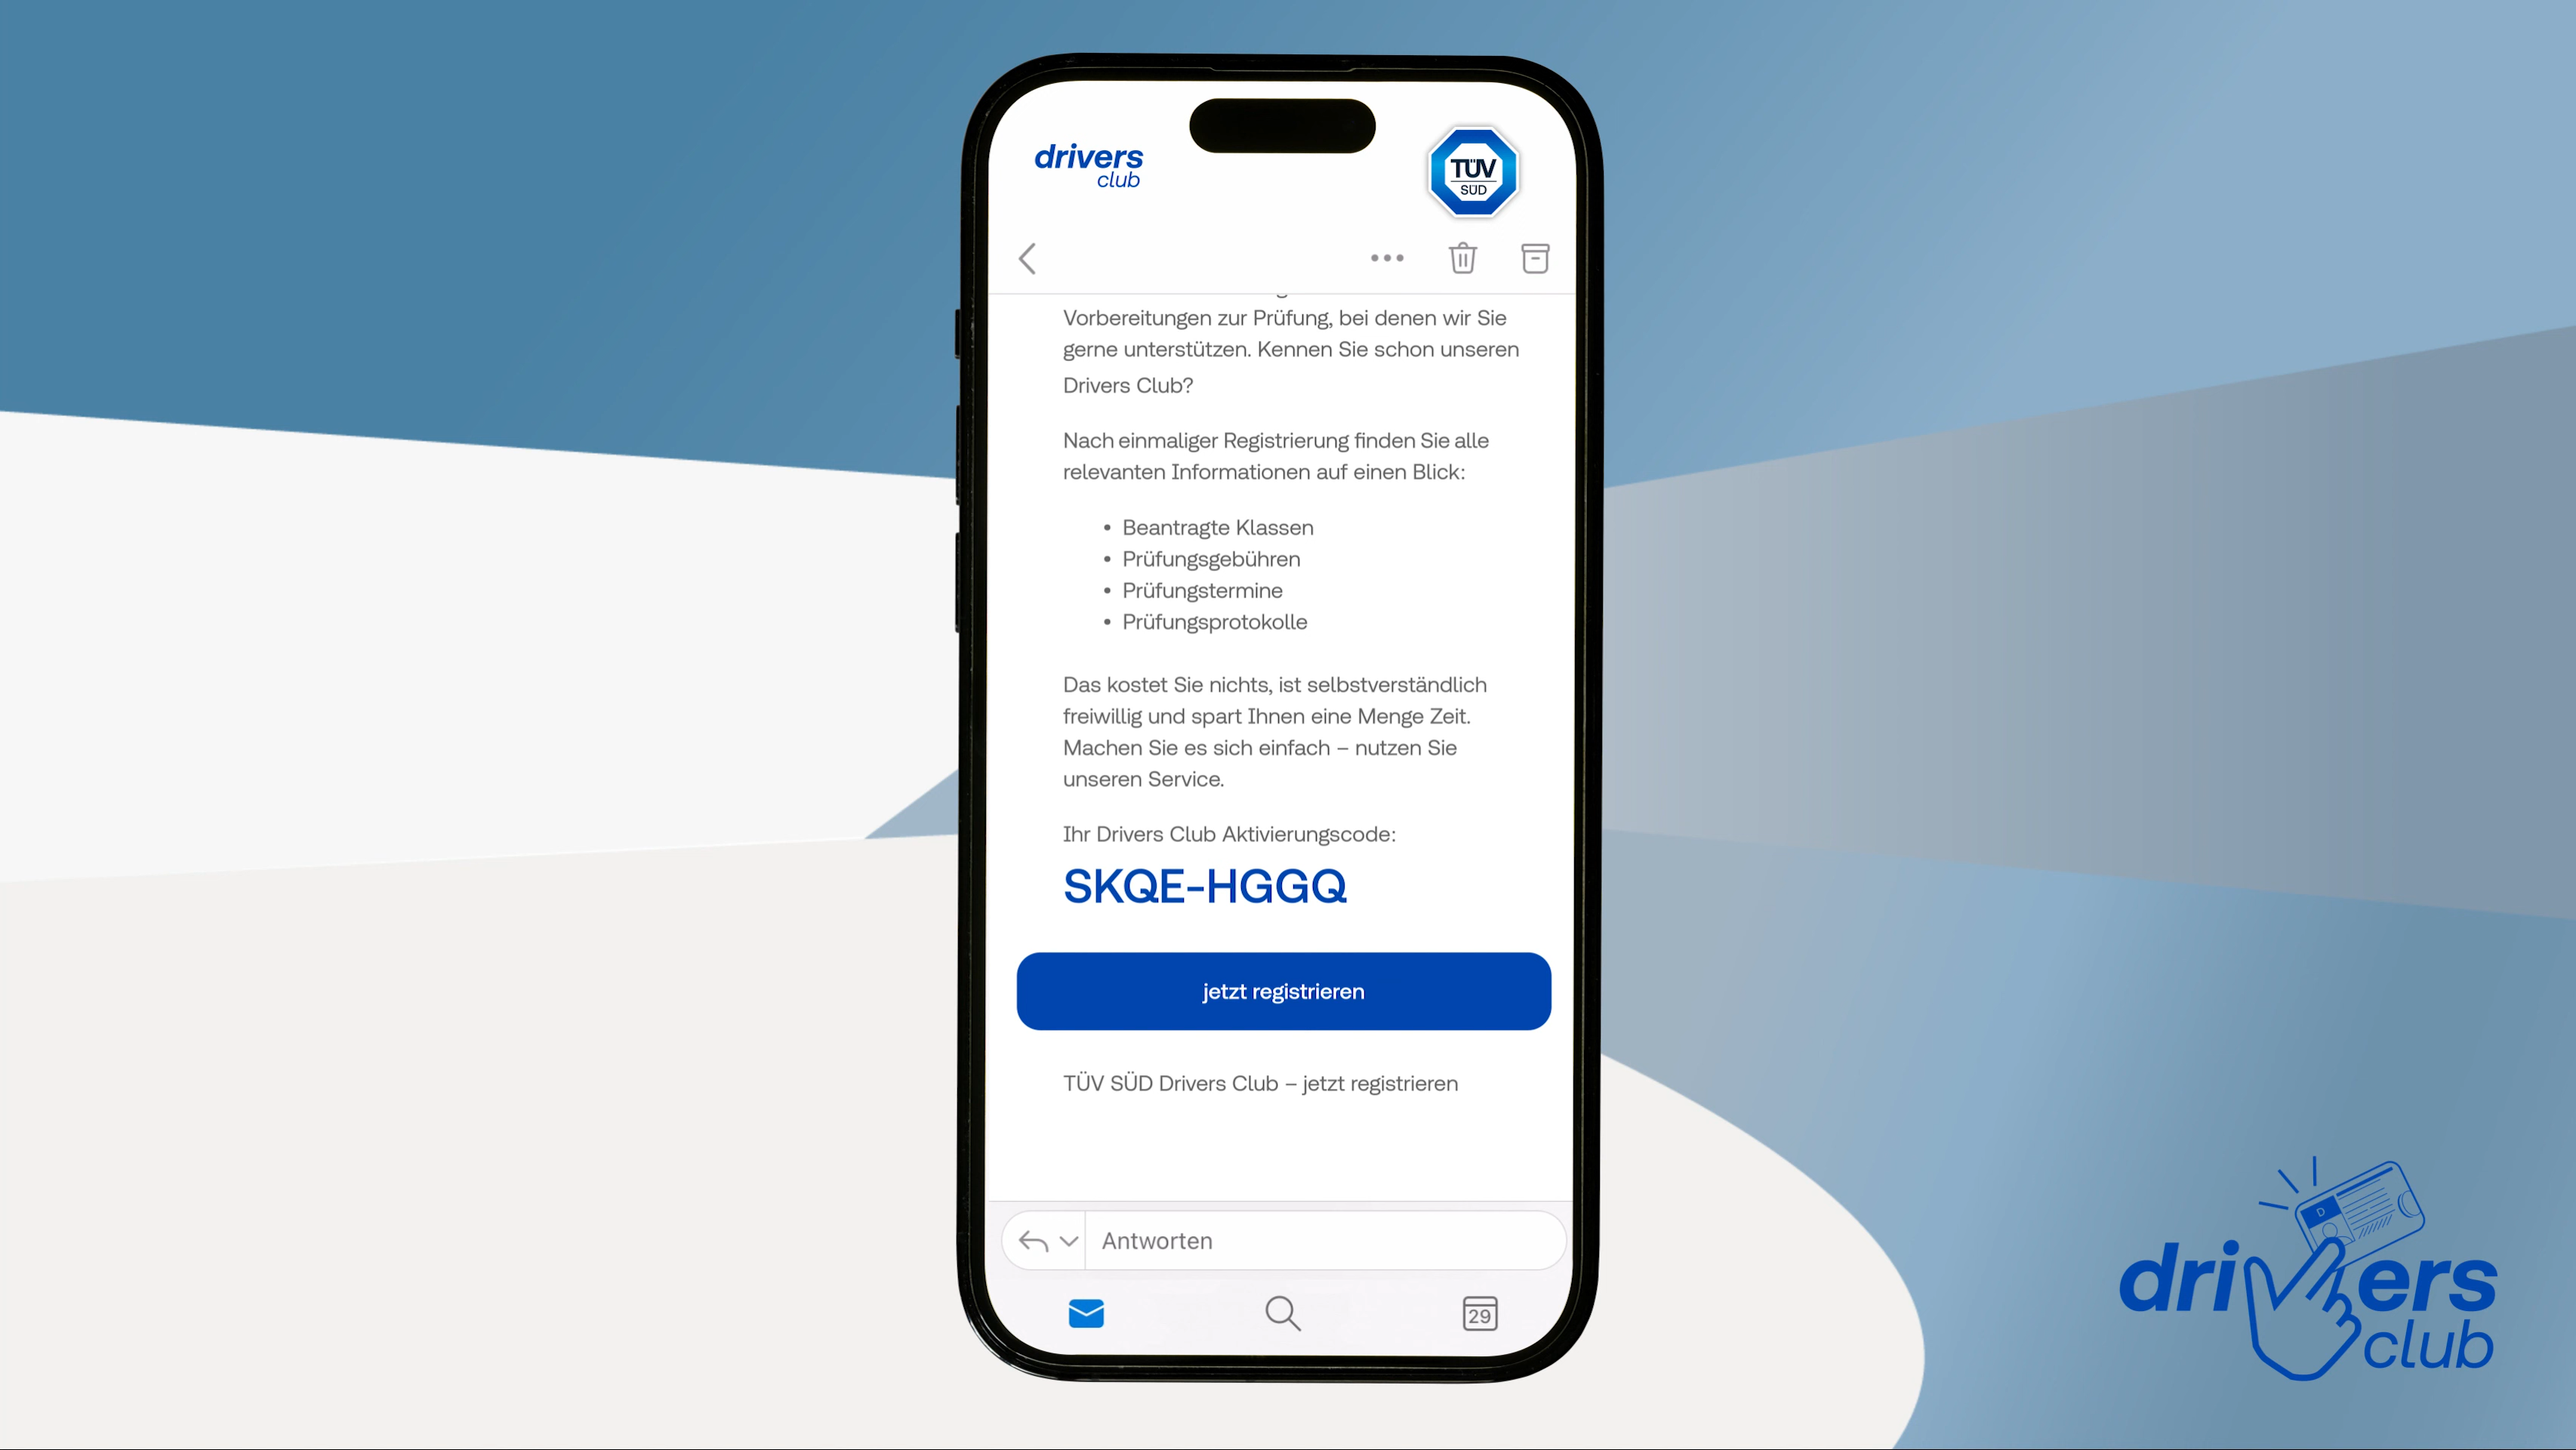 drivers
club
TÜV
SÜD
Vorbereitungen zur Prüfung, bei denen wir Sie
gerne unterstützen. Kennen Sie schon unseren
Drivers Club?
Nach einmaliger Registrierung finden Sie alle
relevanten Informationen auf einen Blick:
• Beantragte Klassen
• Prüfungsgebühren
• Prüfungstermine
• Prüfungsprotokolle
Das kostet Sie nichts, ist selbstverständlich
freiwillig und spart Ihnen eine Menge Zeit.
Machen Sie es sich einfach – nutzen Sie
unseren Service.
Ihr Drivers Club Aktivierungscode:
SKQE-HGGQ
jetzt registrieren
TÜV SÜD Drivers Club – jetzt registrieren
Antworten
29
D
drivers
club